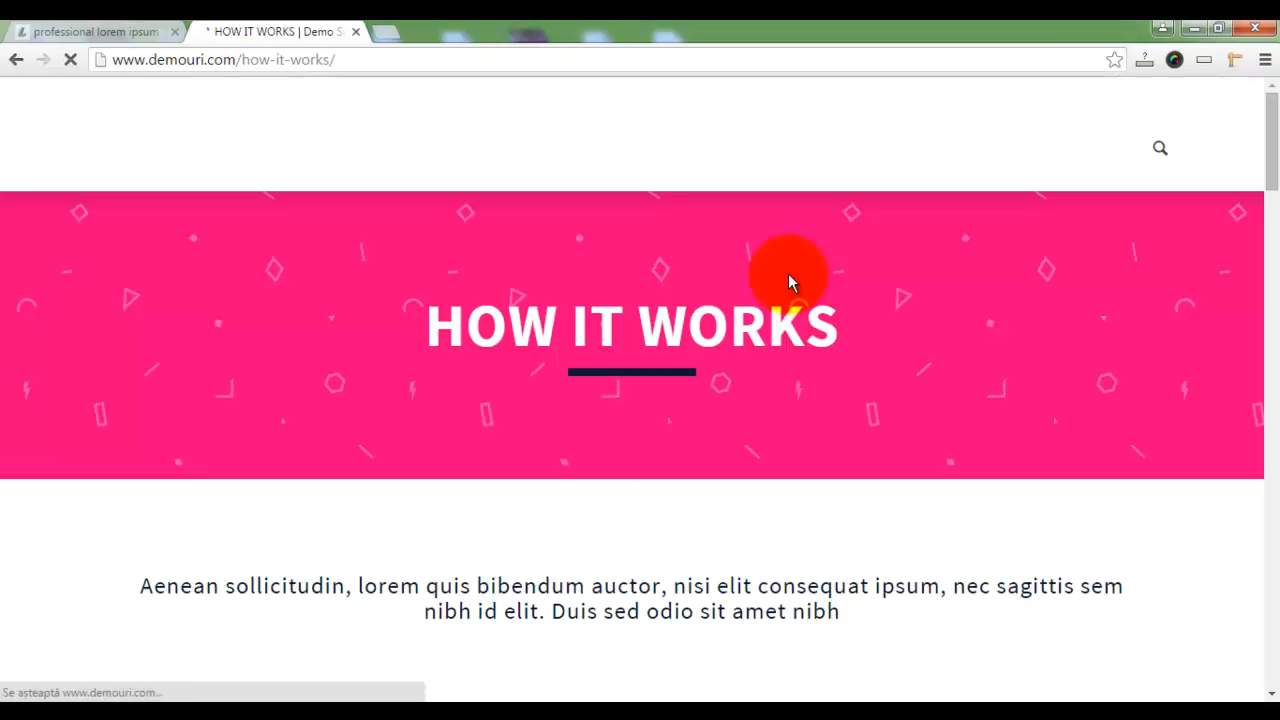 professional lorem ipsum
HOW IT WORKS | Demo S
www.demouri.com/how-it-works/
HOW IT WORKS
Aenean sollicitudin, lorem quis bibendum auctor, nisi elit consequat ipsum, nec sagittis sem
nibh id elit. Duis sed odio sit amet nibh
Se așteaptă www.demouri.com...